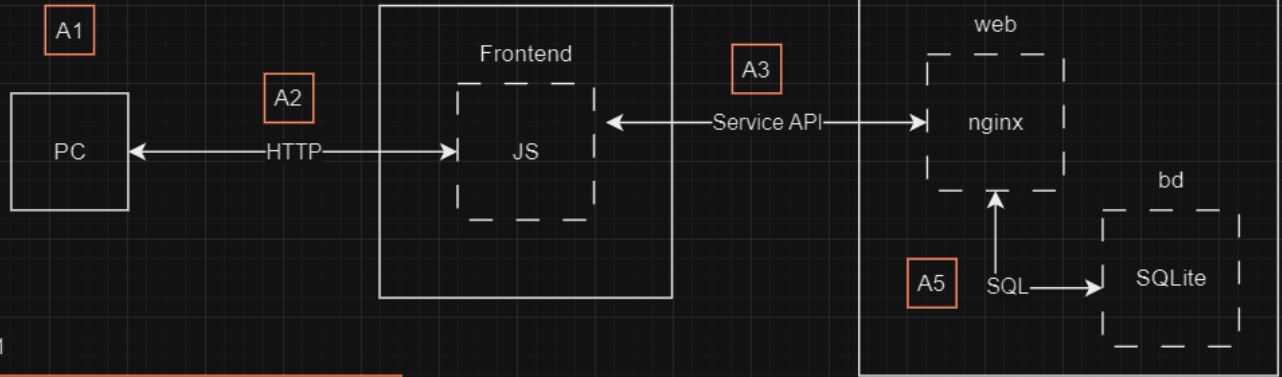 A1
PC
A2
HTTP
Frontend
JS
A3
Service API
web
nginx
bd
SQLite
A5
SQL